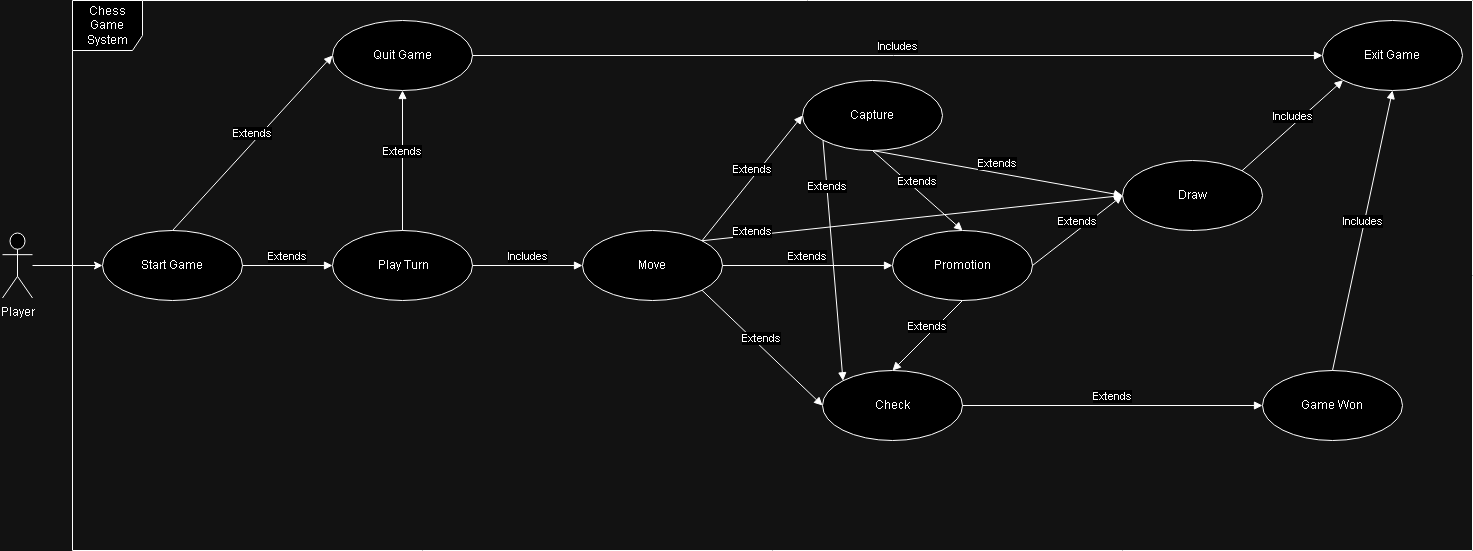 Chess
Game
System
Quit Game
Includes
Exit Game
Capture
Includes
Extends
Extends
Extends
Extends
Extends
Extends
Draw
Extends
Extends
Includes
Player
Start Game
Extends
Play Turn
Includes
Move
Extends
Promotion
Extends
Extends
Check
Extends
Game Won